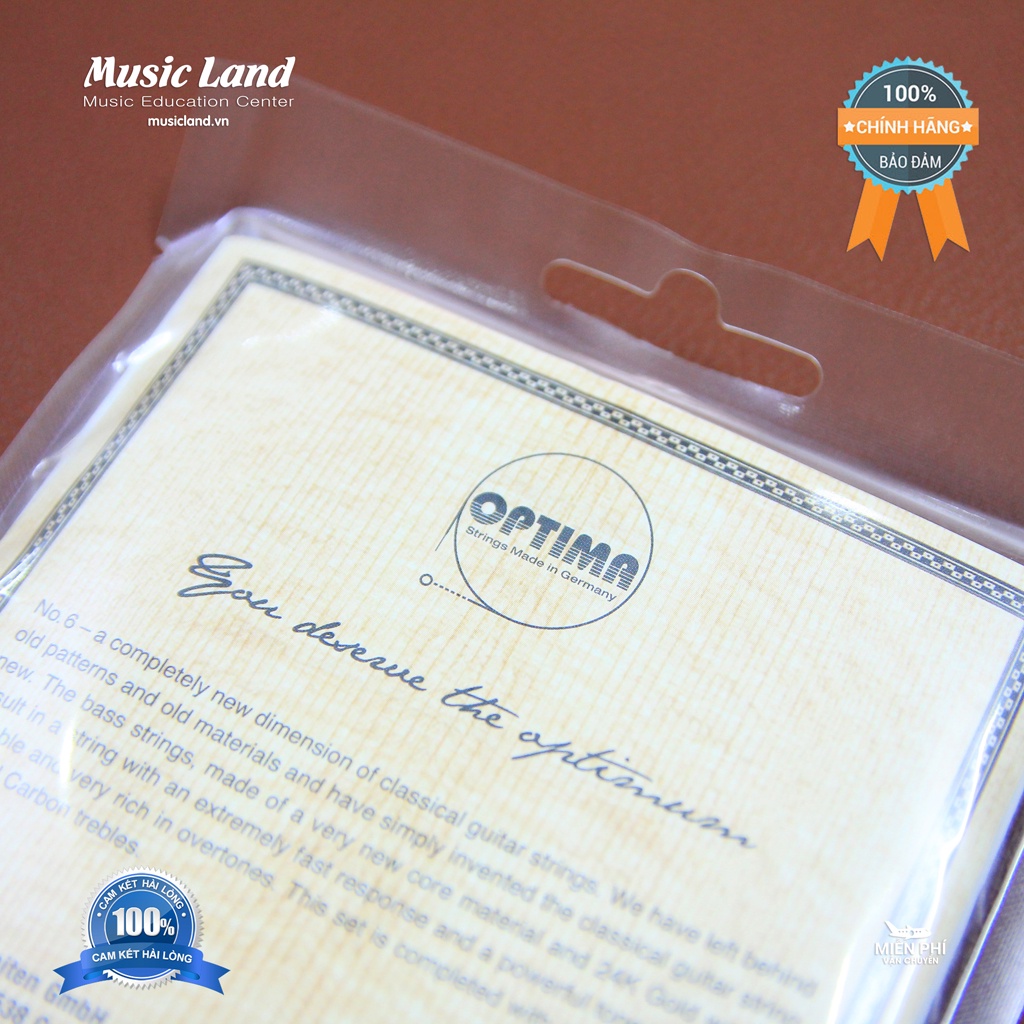 Music Land
Music Education Center
musicland.vn
100%
CHÍNH HÃNG
BẢO ĐẢM
OPTIMA
Strings Made in Germany
You deserve the optimum
No. 6 – a completely new dimension of classical guitar strings. We have left behind
old patterns and old materials and have simply invented the classical guitar string
new. The bass strings, made of a very new core material and 24K Gold
in a string with an extremely fast response and a powerful
and very rich in overtones. This set is completed with
Carbon trebles.
GmbH
CAM KẾT HÀI LÒNG
100%
CAM KẾT HÀI LÒNG
MIỄN PHÍ
VẬN CHUYỂN